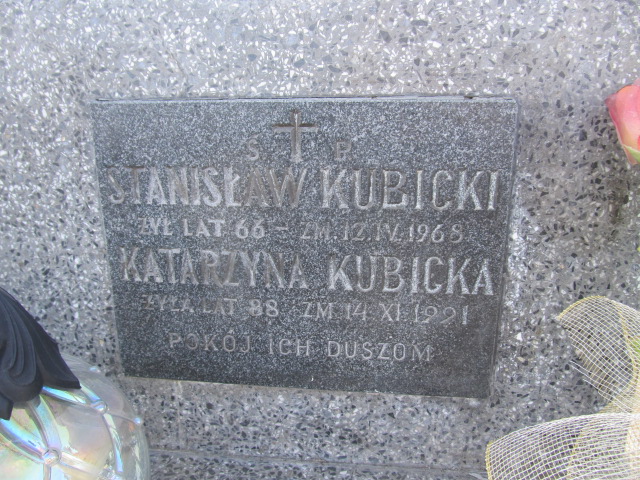 Ś P
STANISŁAW KUBICKI
ŻYŁ LAT 66 - ZM. 12.IV.1968
KATARZYNA KUBICKA
ŻYŁA LAT 88 ZM. 14 XI 1991
POKÓJ ICH DUSZOM